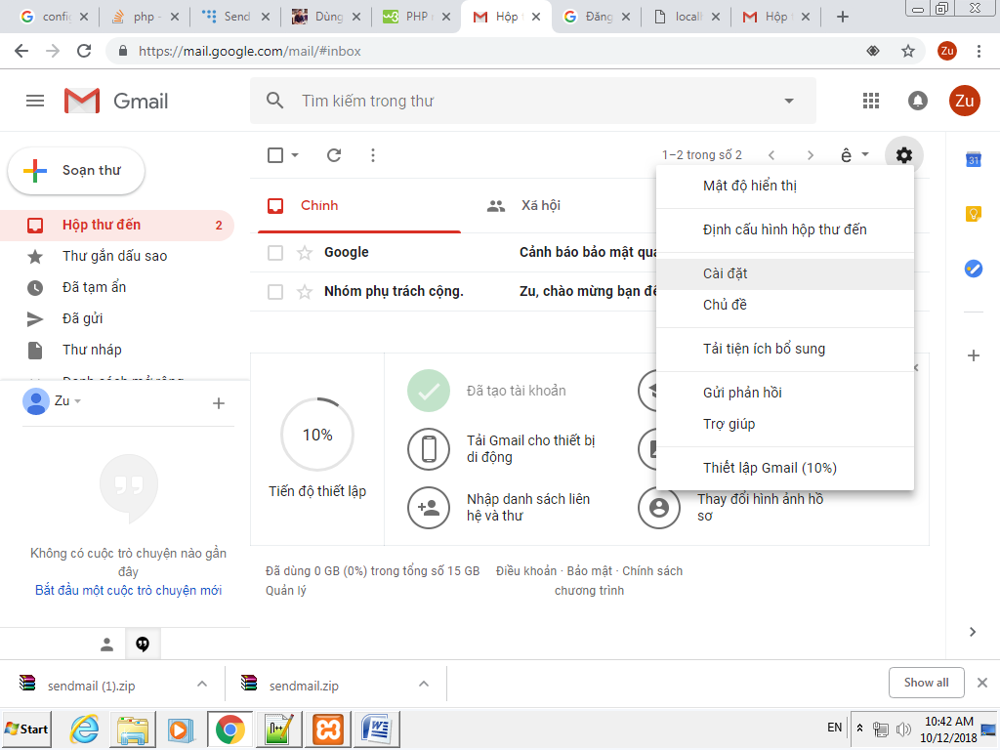 config
php -
Send
Dùng
PHP
Hộp
Đăng
local
Hộp
https://mail.google.com/mail/#inbox
Zu
Gmail
Tìm kiếm trong thư
Zu
Soạn thư
1–2 trong số 2
ê
31
Hộp thư đến 2
Thư gắn dấu sao
Đã tạm ẩn
Đã gửi
Thư nháp
Danh sách mở rộng
Chính
Xã hội
Google Cảnh báo bảo mật qua
Nhóm phụ trách cộng. Zu, chào mừng bạn đế
Mật độ hiển thị
Định cấu hình hộp thư đến
Cài đặt
Chủ đề
Tải tiện ích bổ sung
Gửi phản hồi
Trợ giúp
Thiết lập Gmail (10%)
10%
Tiến độ thiết lập
Đã tạo tài khoản
Tải Gmail cho thiết bị
di động
Nhập danh sách liên
hệ và thư
Thay đổi hình ảnh hồ
sơ
Zu
Không có cuộc trò chuyện nào gần
đây
Bắt đầu một cuộc trò chuyện mới
Đã dùng 0 GB (0%) trong tổng số 15 GB
Quản lý
Điều khoản · Bảo mật · Chính sách
chương trình
sendmail (1).zip
sendmail.zip
Show all
Start
EN
10:42 AM
10/12/2018